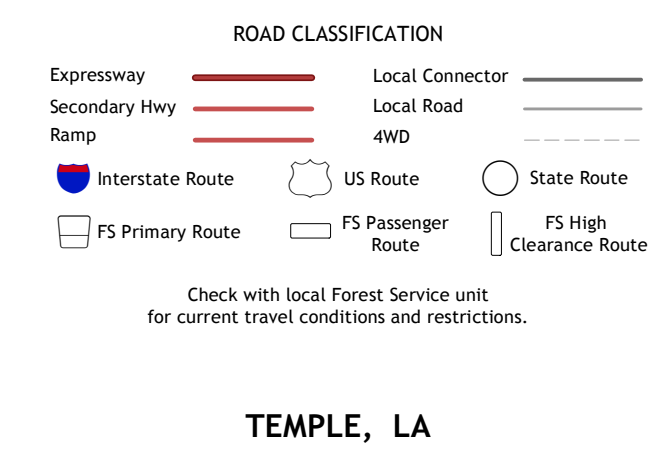 ROAD CLASSIFICATION
Expressway
Local Connector
Secondary Hwy
Local Road
Ramp
4WD
Interstate Route
US Route
State Route
FS Primary Route
FS Passenger
Route
FS High
Clearance Route
Check with local Forest Service unit
for current travel conditions and restrictions.
TEMPLE, LA